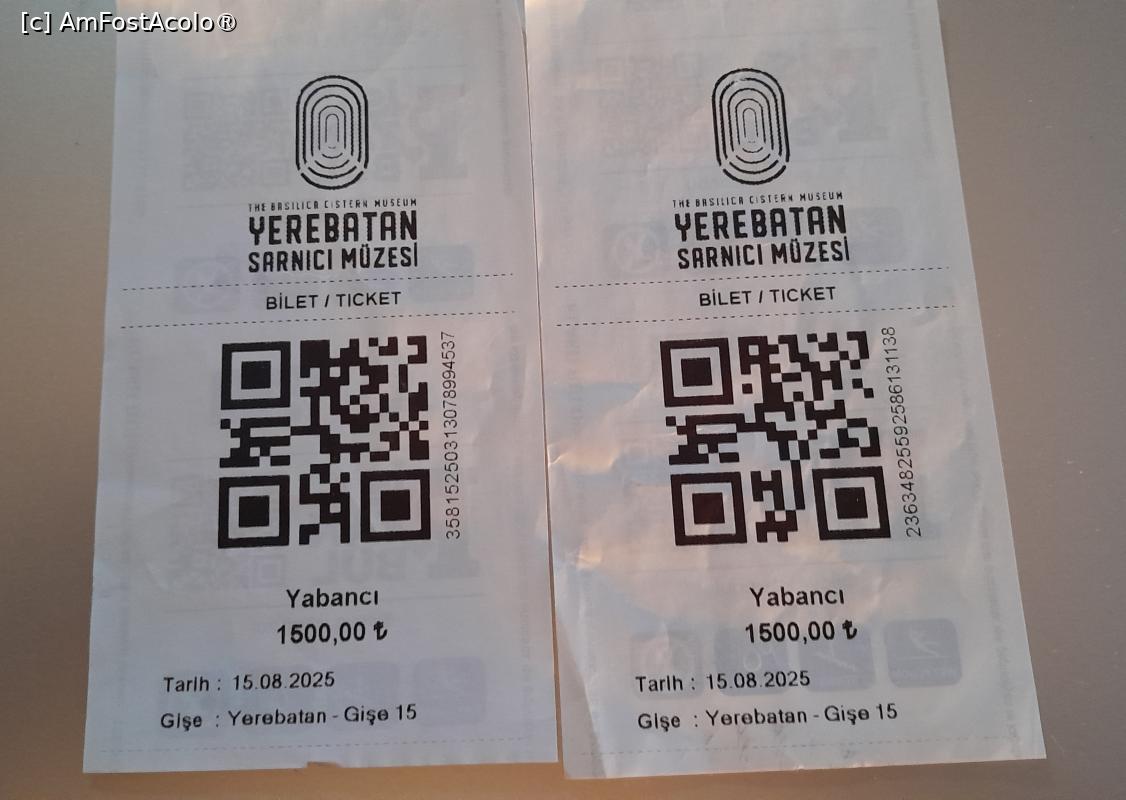 [c] AmFostAcolo®
THE BASILICA CISTERN MUSEUM
YEREBATAN
SARNICI MÜZESİ
BİLET / TICKET
35815250313078994537
Yabancı
1500,00 ₺
Tarih : 15.08.2025
Gişe : Yerebatan - Gişe 15
THE BASILICA CISTERN MUSEUM
YEREBATAN
SARNICI MÜZESİ
BİLET / TICKET
23634825592586131138
Yabancı
1500,00 ₺
Tarih : 15.08.2025
Gişe : Yerebatan - Gişe 15